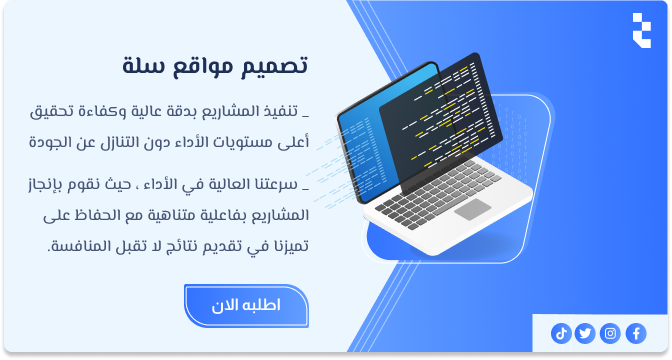 تصميم مواقع سلة
_ تنفيذ المشاريع بدقة عالية وكفاءة تحقيق
أعلى مستويات الأداء دون التنازل عن الجودة
_ سرعتنا العالية في الأداء ، حيث نقوم بإنجاز
المشاريع بفاعلية متناهية مع الحفاظ على
تميزنا في تقديم نتائج لا تقبل المنافسة.
اطلبه الان